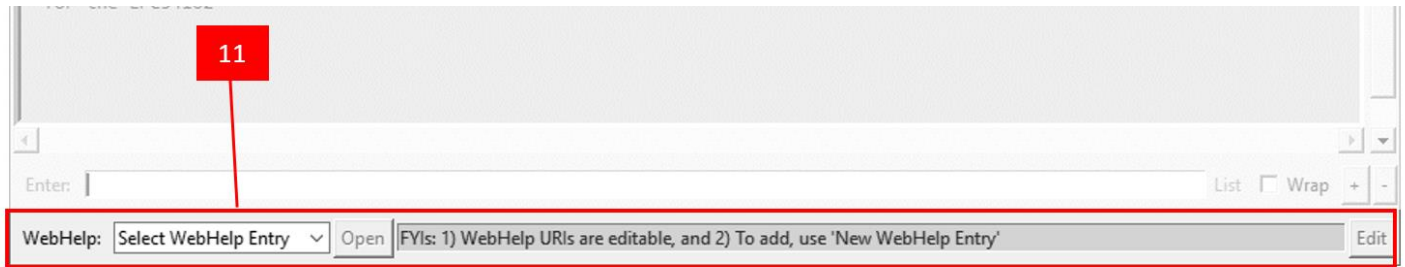 11
Enter: List Wrap + -
WebHelp: Select WebHelp Entry Open FYIs: 1) WebHelp URIs are editable, and 2) To add, use 'New WebHelp Entry' Edit